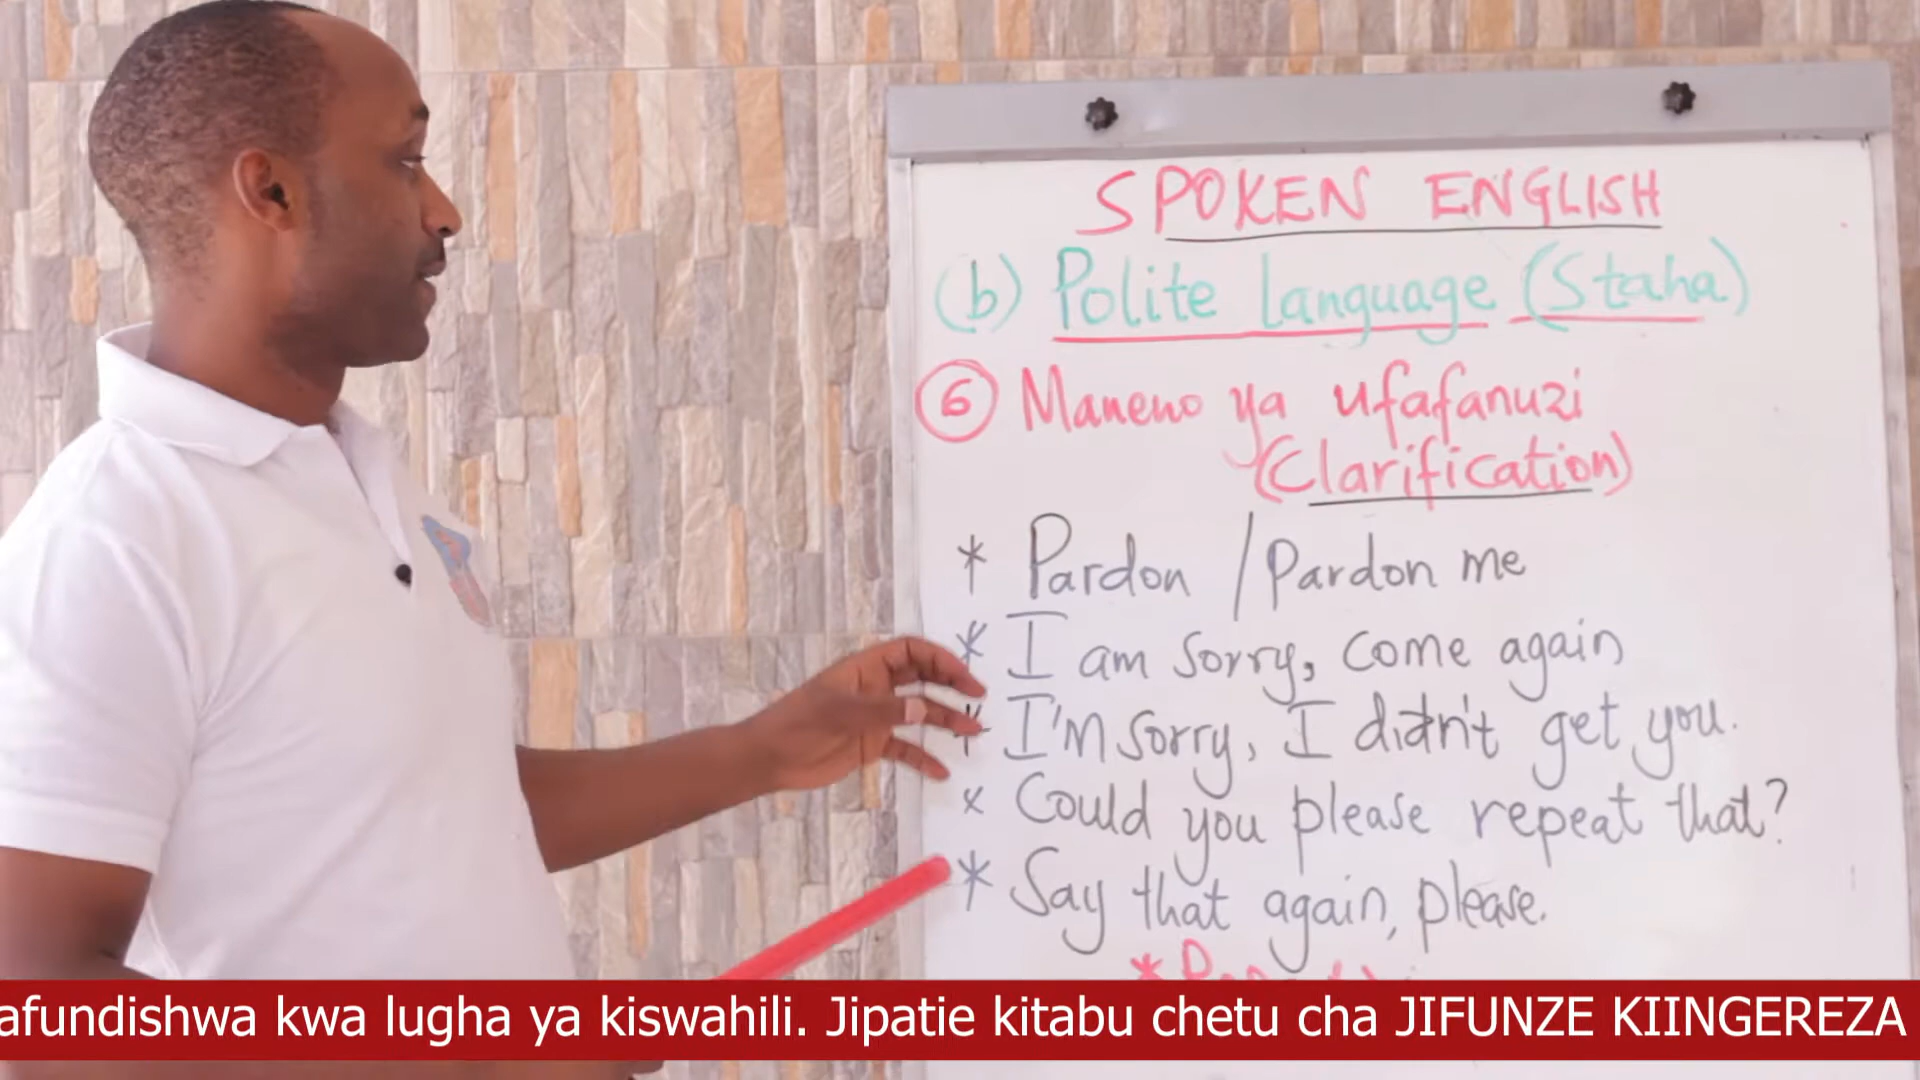 SPOKEN ENGLISH
(b) Polite language (Staha)
6 Maneno ya ufafanuzi
(Clarification)
* Pardon / Pardon me
* I am sorry, come again
* I'm sorry, I didn't get you.
* Could you please repeat that?
* Say that again, please.
afundishwa kwa lugha ya kiswahili. Jipatie kitabu chetu cha JIFUNZE KIINGEREZA